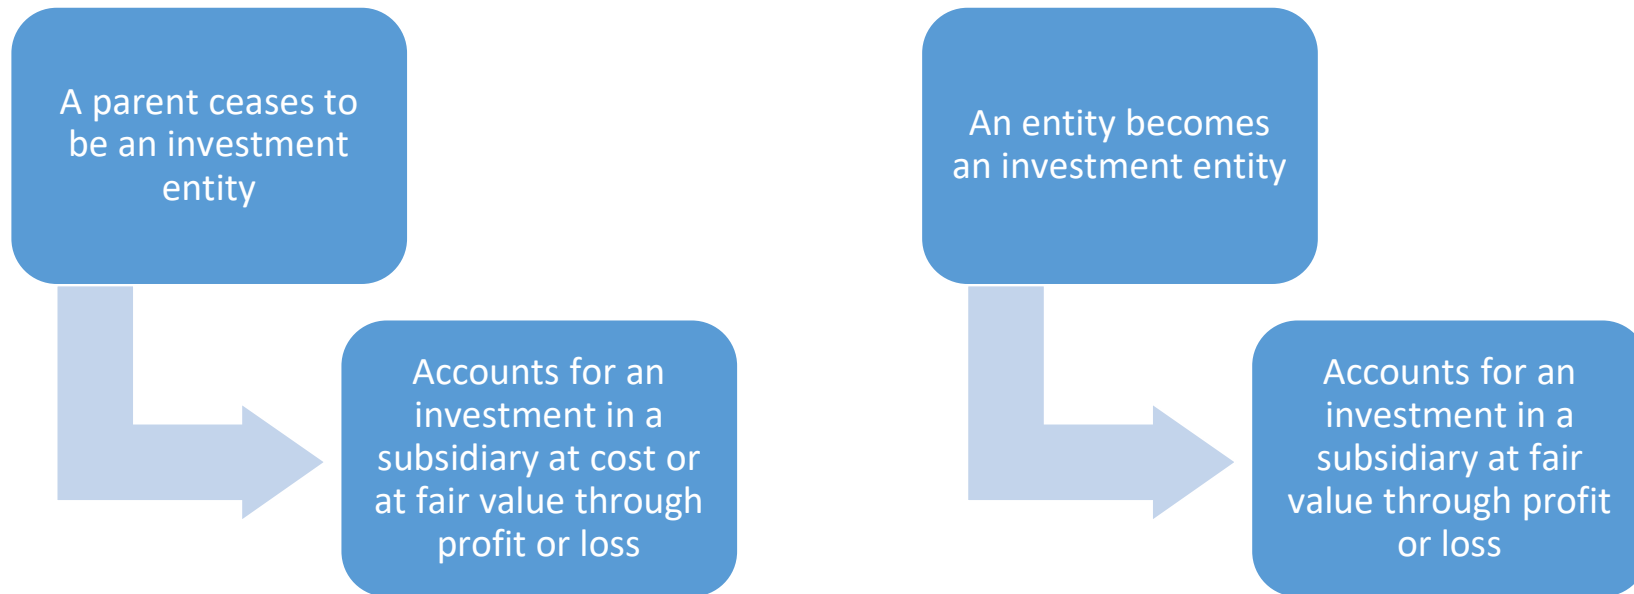 A parent ceases to
be an investment
entity
Accounts for an
investment in a
subsidiary at cost or
at fair value through
profit or loss
An entity becomes
an investment entity
Accounts for an
investment in a
subsidiary at fair
value through profit
or loss